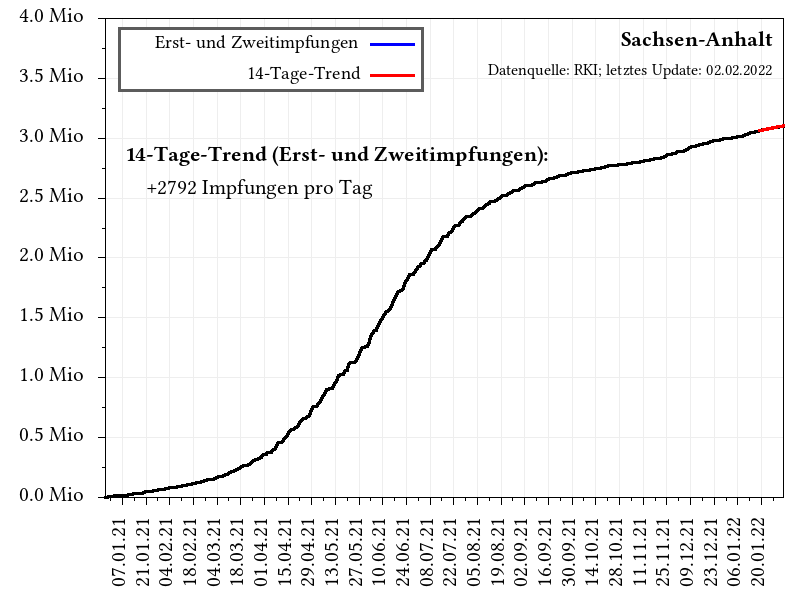 4.0 Mio
3.5 Mio
3.0 Mio
2.5 Mio
2.0 Mio
1.5 Mio
1.0 Mio
0.5 Mio
0.0 Mio
Erst- und Zweitimpfungen
14-Tage-Trend
Sachsen-Anhalt
Datenquelle: RKI; letztes Update: 02.02.2022
14-Tage-Trend (Erst- und Zweitimpfungen):
+2792 Impfungen pro Tag
07.01.21
21.01.21
04.02.21
18.02.21
04.03.21
18.03.21
01.04.21
15.04.21
29.04.21
13.05.21
27.05.21
10.06.21
24.06.21
08.07.21
22.07.21
05.08.21
19.08.21
02.09.21
16.09.21
30.09.21
14.10.21
28.10.21
11.11.21
25.11.21
09.12.21
23.12.21
06.01.22
20.01.22